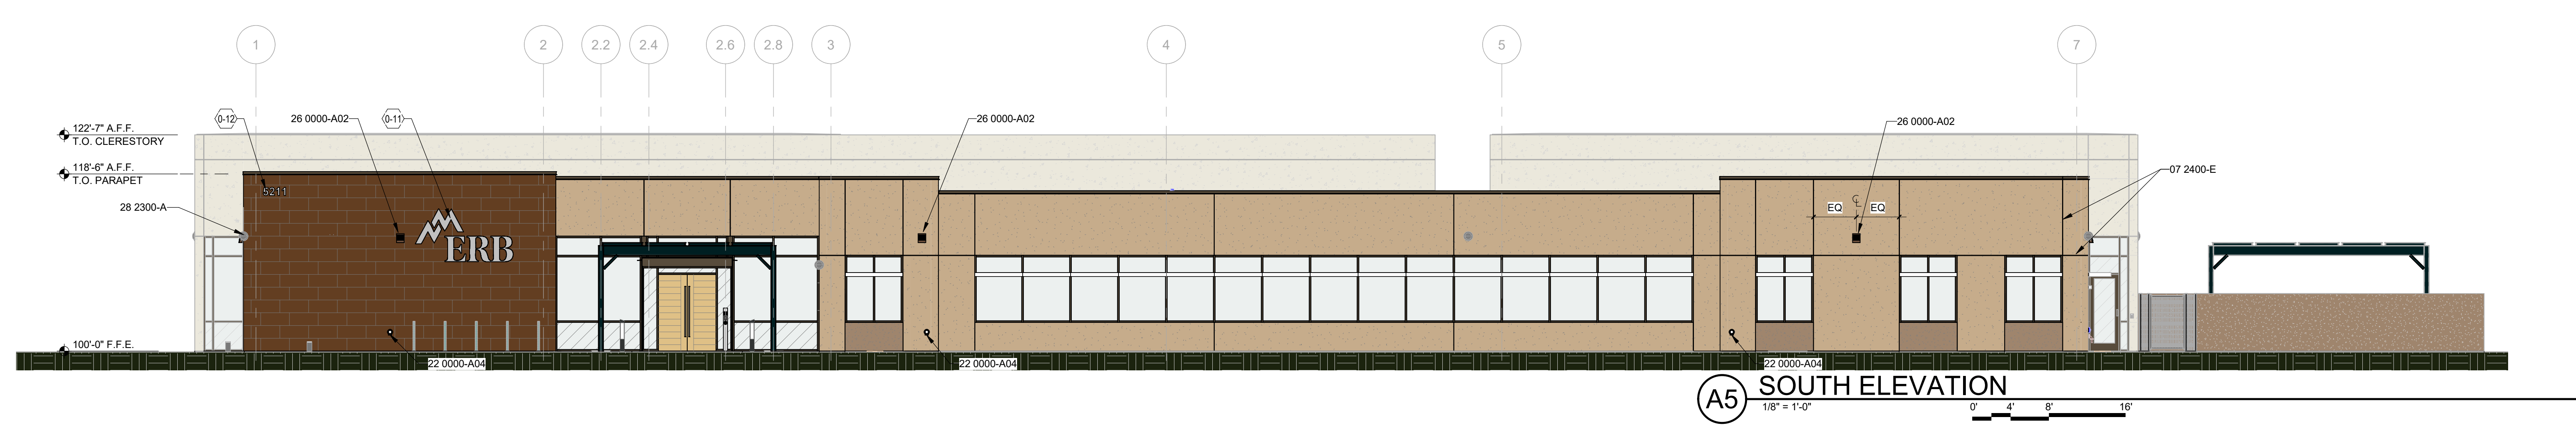 1
2
2.2
2.4
2.6
2.8
3
4
5
7
0-12
26 0000-A02
0-11
26 0000-A02
26 0000-A02
122'-7" A.F.F.
T.O. CLERESTORY
118'-6" A.F.F.
T.O. PARAPET
07 2400-E
5211
28 2300-A
EQ
CL
EQ
ERB
100'-0" F.F.E.
22 0000-A04
22 0000-A04
22 0000-A04
A5
SOUTH ELEVATION
1/8" = 1'-0"
0'
4'
8'
16'